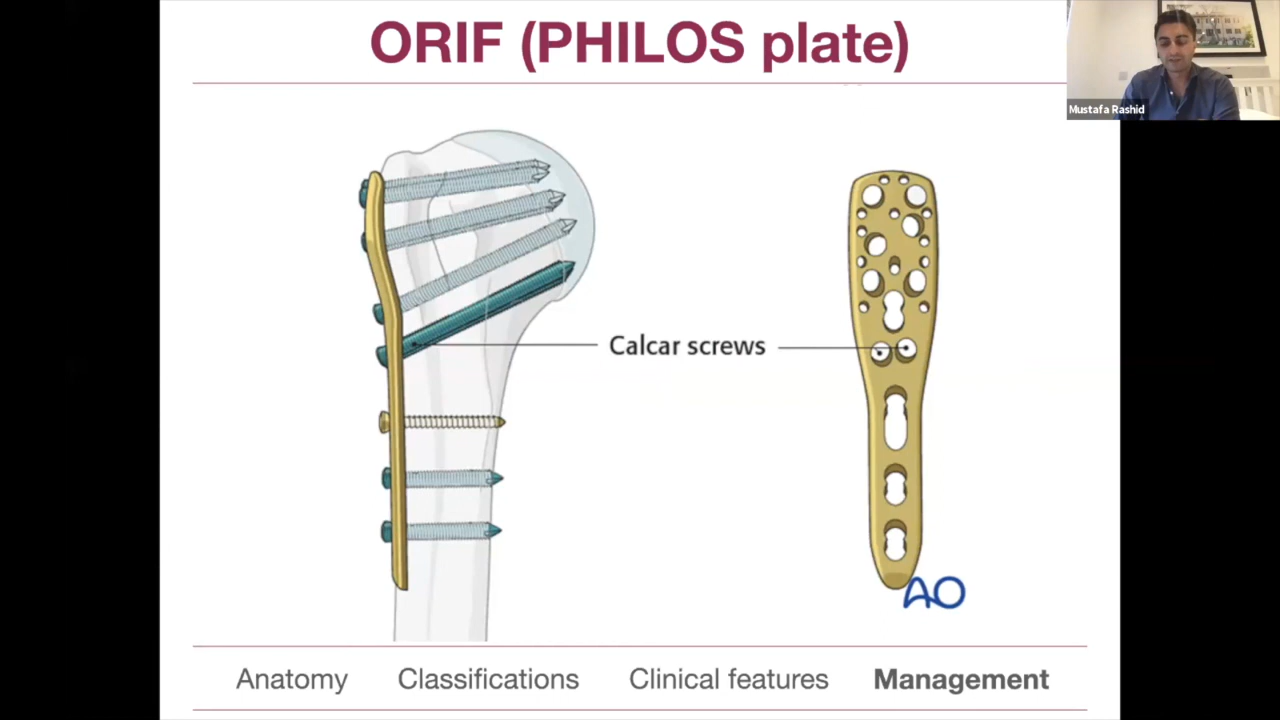 ORIF (PHILOS plate)
Mustafa Rashid
Calcar screws
AO
Anatomy Classifications Clinical features Management